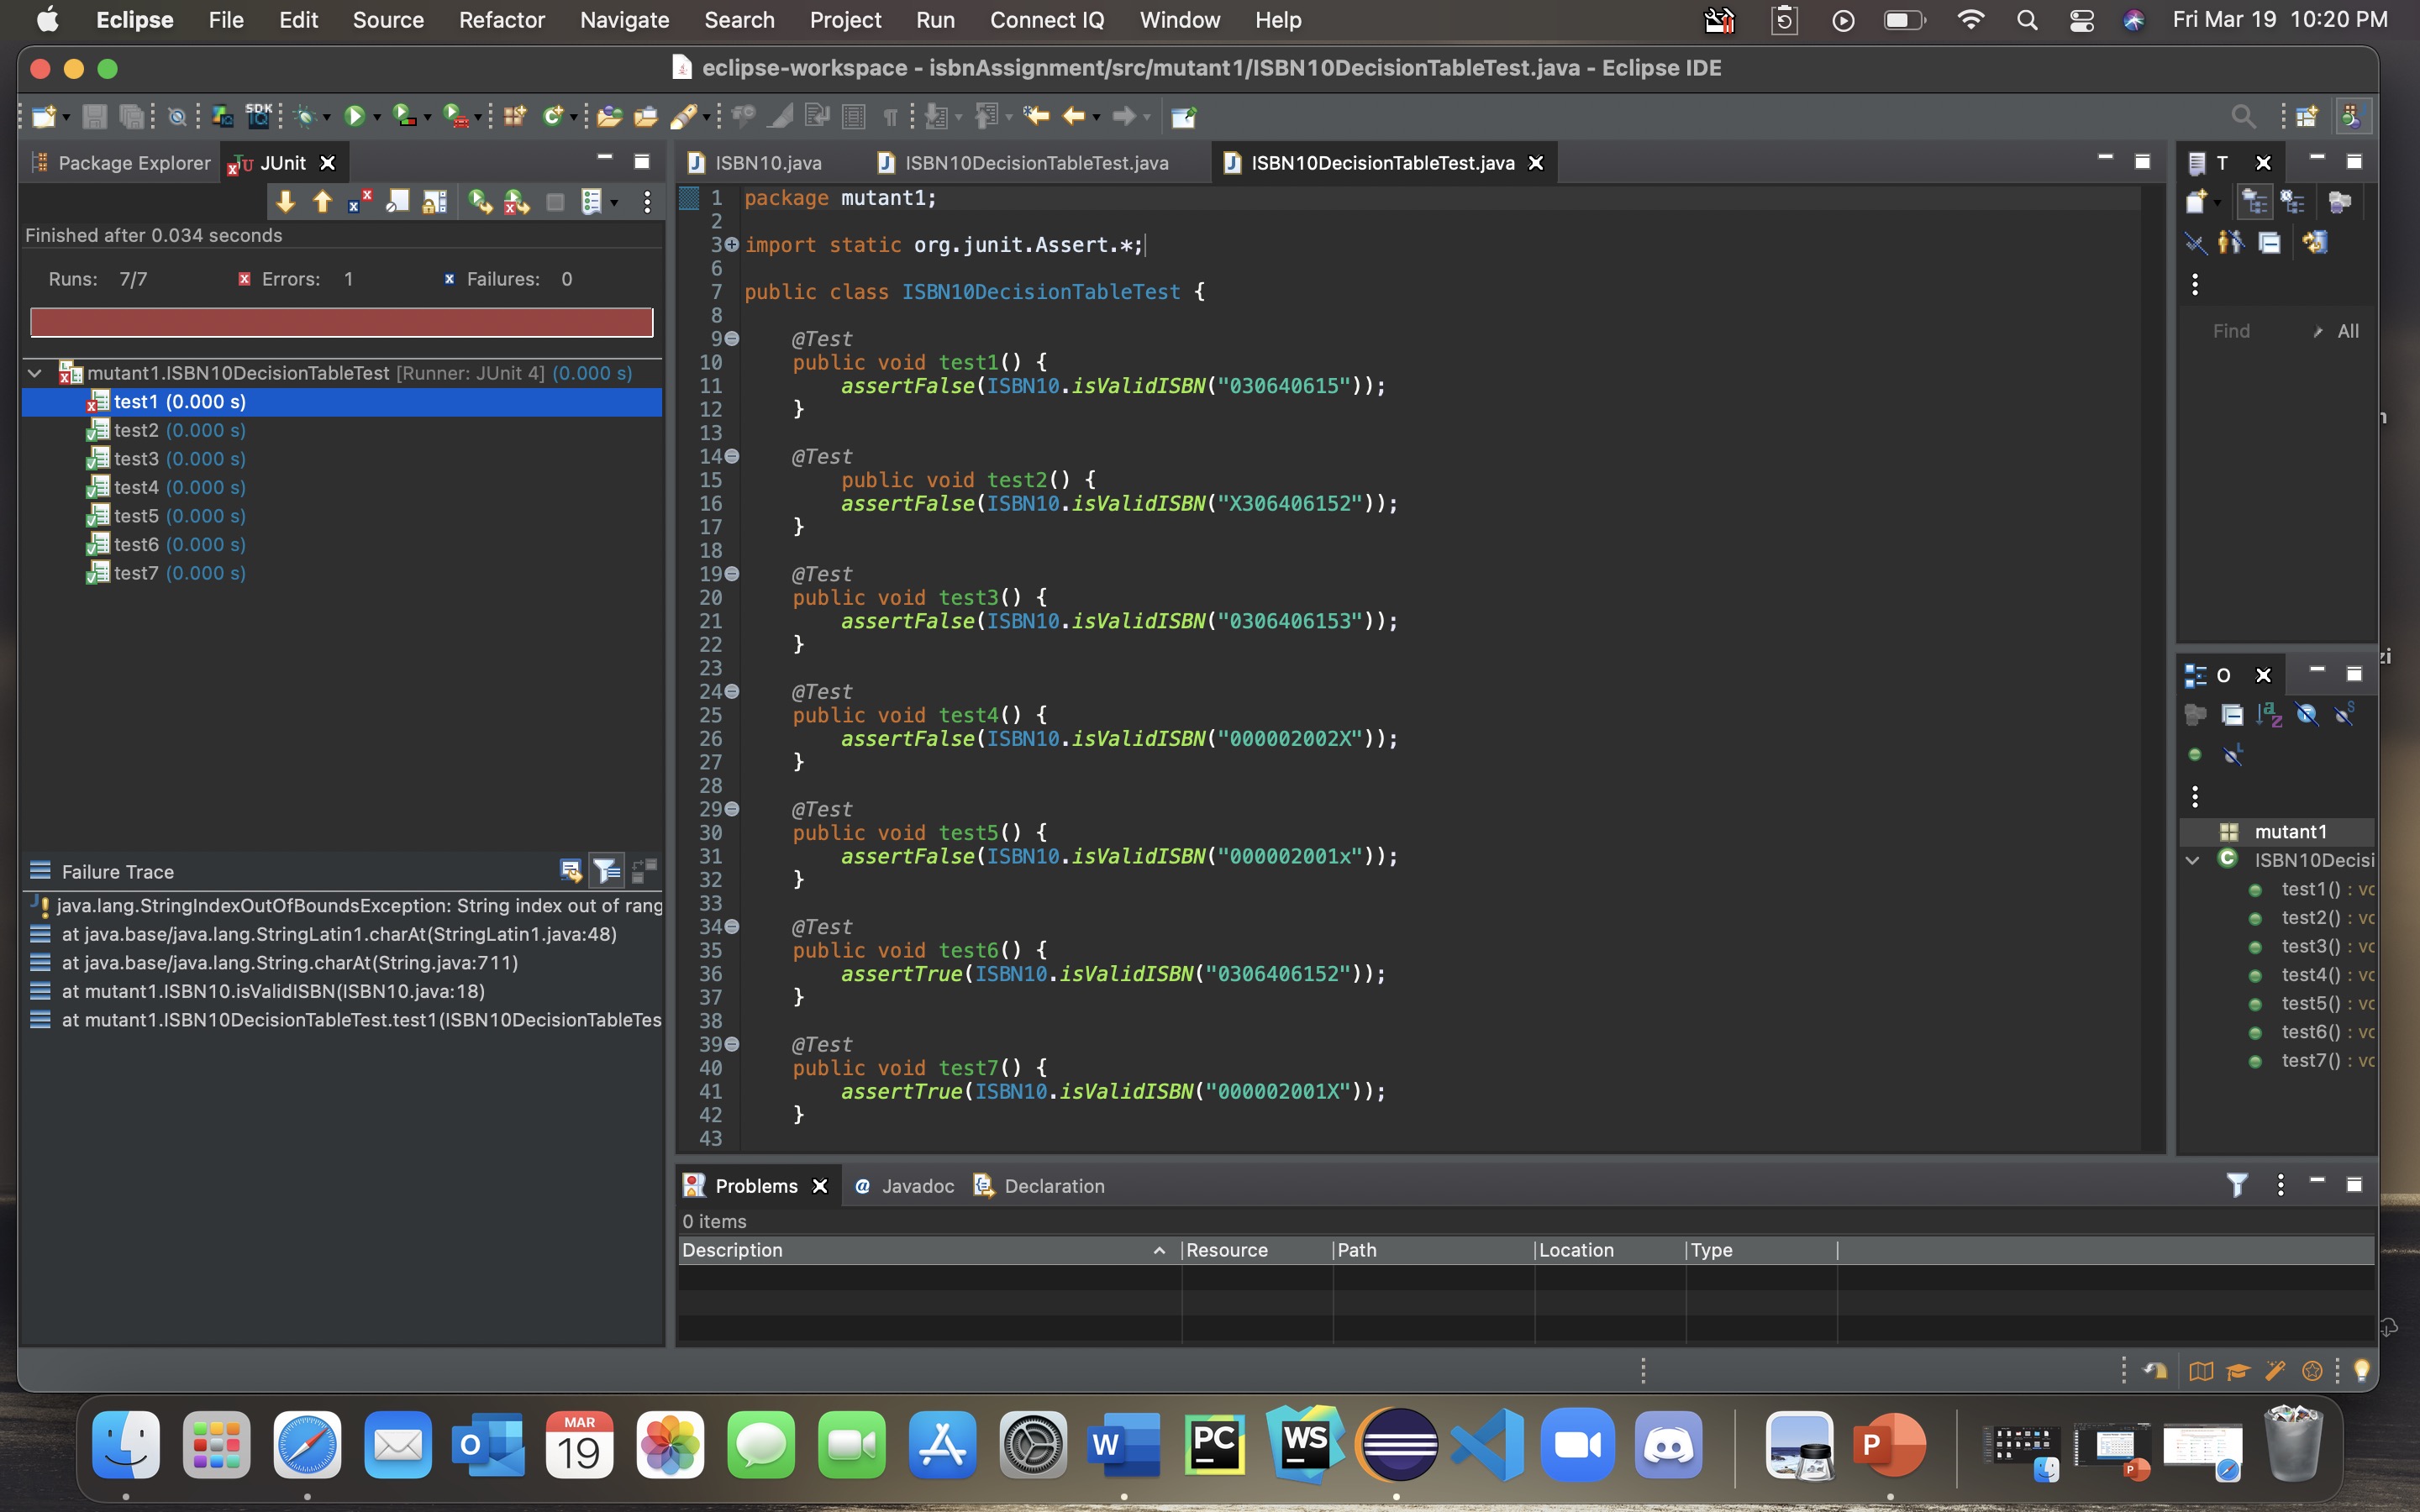 Eclipse File Edit Source Refactor Navigate Search Project Run Connect IQ Window Help Fri Mar 19 10:20 PM
eclipse-workspace - isbnAssignment/src/mutant1/ISBN10DecisionTableTest.java - Eclipse IDE
SDK
Package Explorer JUnit
Finished after 0.034 seconds
Runs: 7/7 Errors: 1 Failures: 0
mutant1.ISBN10DecisionTableTest [Runner: JUnit 4] (0.000 s)
test1 (0.000 s)
test2 (0.000 s)
test3 (0.000 s)
test4 (0.000 s)
test5 (0.000 s)
test6 (0.000 s)
test7 (0.000 s)
Failure Trace
java.lang.StringIndexOutOfBoundsException: String index out of rang
at java.base/java.lang.StringLatin1.charAt(StringLatin1.java:48)
at java.base/java.lang.String.charAt(String.java:711)
at mutant1.ISBN10.isValidISBN(ISBN10.java:18)
at mutant1.ISBN10DecisionTableTest.test1(ISBN10DecisionTableTes
ISBN10.java ISBN10DecisionTableTest.java ISBN10DecisionTableTest.java
1 package mutant1;
2
3 import static org.junit.Assert.*;
6
7 public class ISBN10DecisionTableTest {
8
9 @Test
10 public void test1() {
11 assertFalse(ISBN10.isValidISBN("030640615"));
12 }
13
14 @Test
15 public void test2() {
16 assertFalse(ISBN10.isValidISBN("X306406152"));
17 }
18
19 @Test
20 public void test3() {
21 assertFalse(ISBN10.isValidISBN("0306406153"));
22 }
23
24 @Test
25 public void test4() {
26 assertFalse(ISBN10.isValidISBN("000002002X"));
27 }
28
29 @Test
30 public void test5() {
31 assertFalse(ISBN10.isValidISBN("000002001x"));
32 }
33
34 @Test
35 public void test6() {
36 assertTrue(ISBN10.isValidISBN("0306406152"));
37 }
38
39 @Test
40 public void test7() {
41 assertTrue(ISBN10.isValidISBN("000002001X"));
42 }
43
T
Find All
O
mutant1
ISBN10Decisi
test1() : vc
test2() : vc
test3() : vc
test4() : vc
test5() : vc
test6() : vc
test7() : vc
Problems Javadoc Declaration
0 items
Description Resource Path Location Type
MAR
19
PC
WS